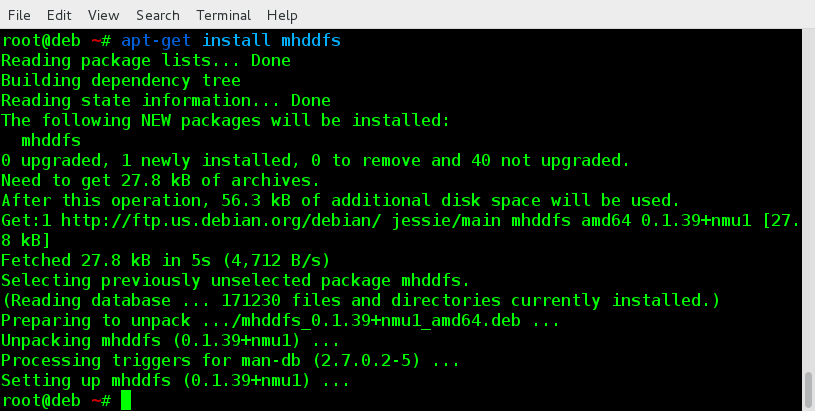 File Edit View Search Terminal Help
root@deb ~# apt-get install mhddfs
Reading package lists... Done
Building dependency tree
Reading state information... Done
The following NEW packages will be installed:
  mhddfs
0 upgraded, 1 newly installed, 0 to remove and 40 not upgraded.
Need to get 27.8 kB of archives.
After this operation, 56.3 kB of additional disk space will be used.
Get:1 http://ftp.us.debian.org/debian/ jessie/main mhddfs amd64 0.1.39+nmu1 [27.
8 kB]
Fetched 27.8 kB in 5s (4,712 B/s)
Selecting previously unselected package mhddfs.
(Reading database ... 171230 files and directories currently installed.)
Preparing to unpack .../mhddfs_0.1.39+nmu1_amd64.deb ...
Unpacking mhddfs (0.1.39+nmu1) ...
Processing triggers for man-db (2.7.0.2-5) ...
Setting up mhddfs (0.1.39+nmu1) ...
root@deb ~#